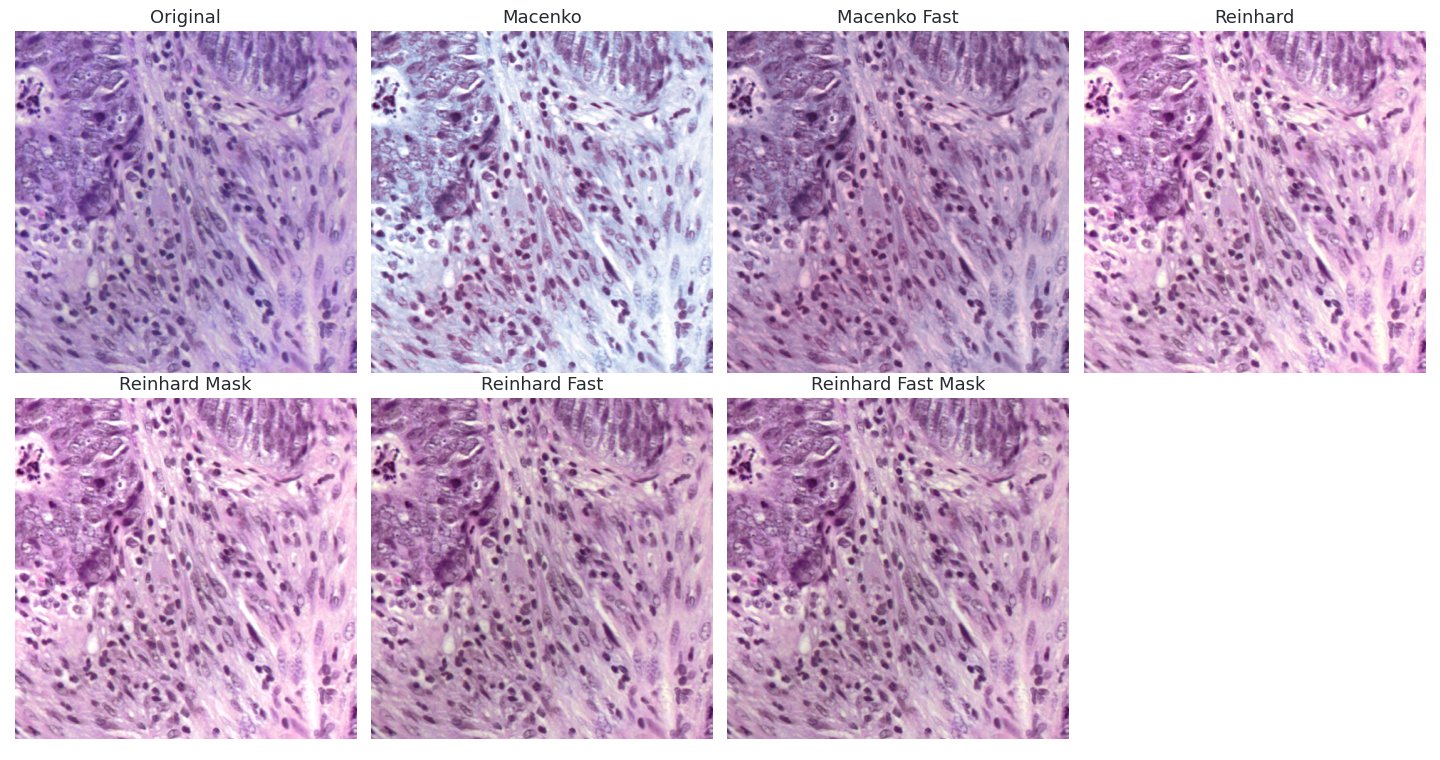 Original
Macenko
Macenko Fast
Reinhard
Reinhard Mask
Reinhard Fast
Reinhard Fast Mask